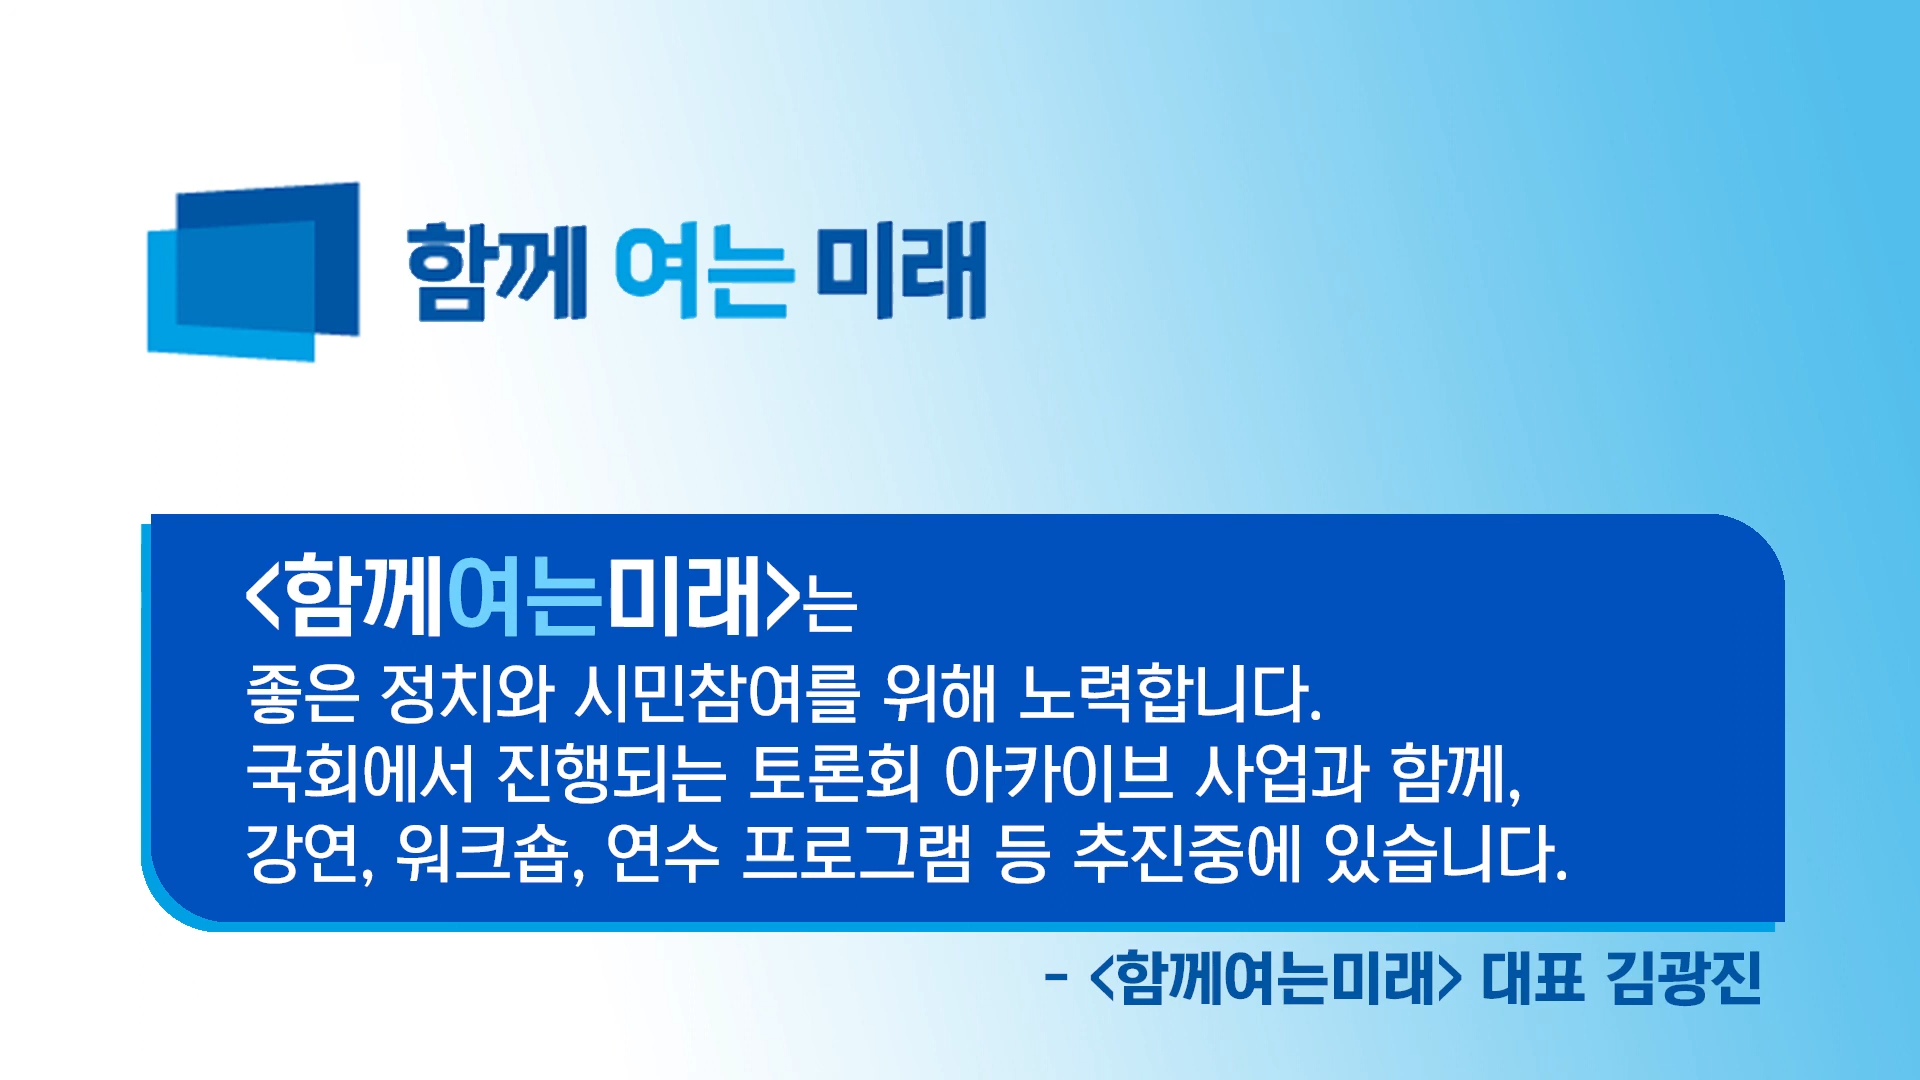 함께 여는 미래
<함께여는미래>는
좋은 정치와 시민참여를 위해 노력합니다.
국회에서 진행되는 토론회 아카이브 사업과 함께,
강연, 워크숍, 연수 프로그램 등 추진중에 있습니다.
- <함께여는미래> 대표 김광진